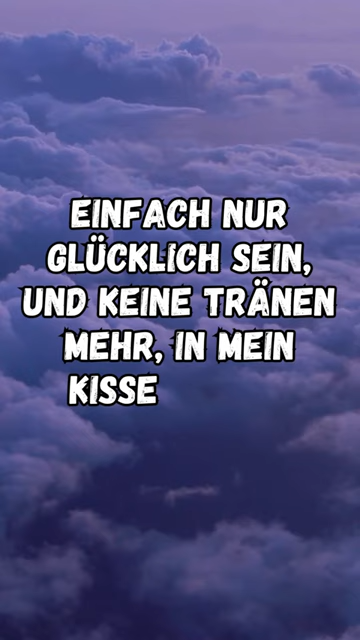 EINFACH NUR
GLÜCKLICH SEIN,
UND KEINE TRÄNEN
MEHR, IN MEIN
KISSE